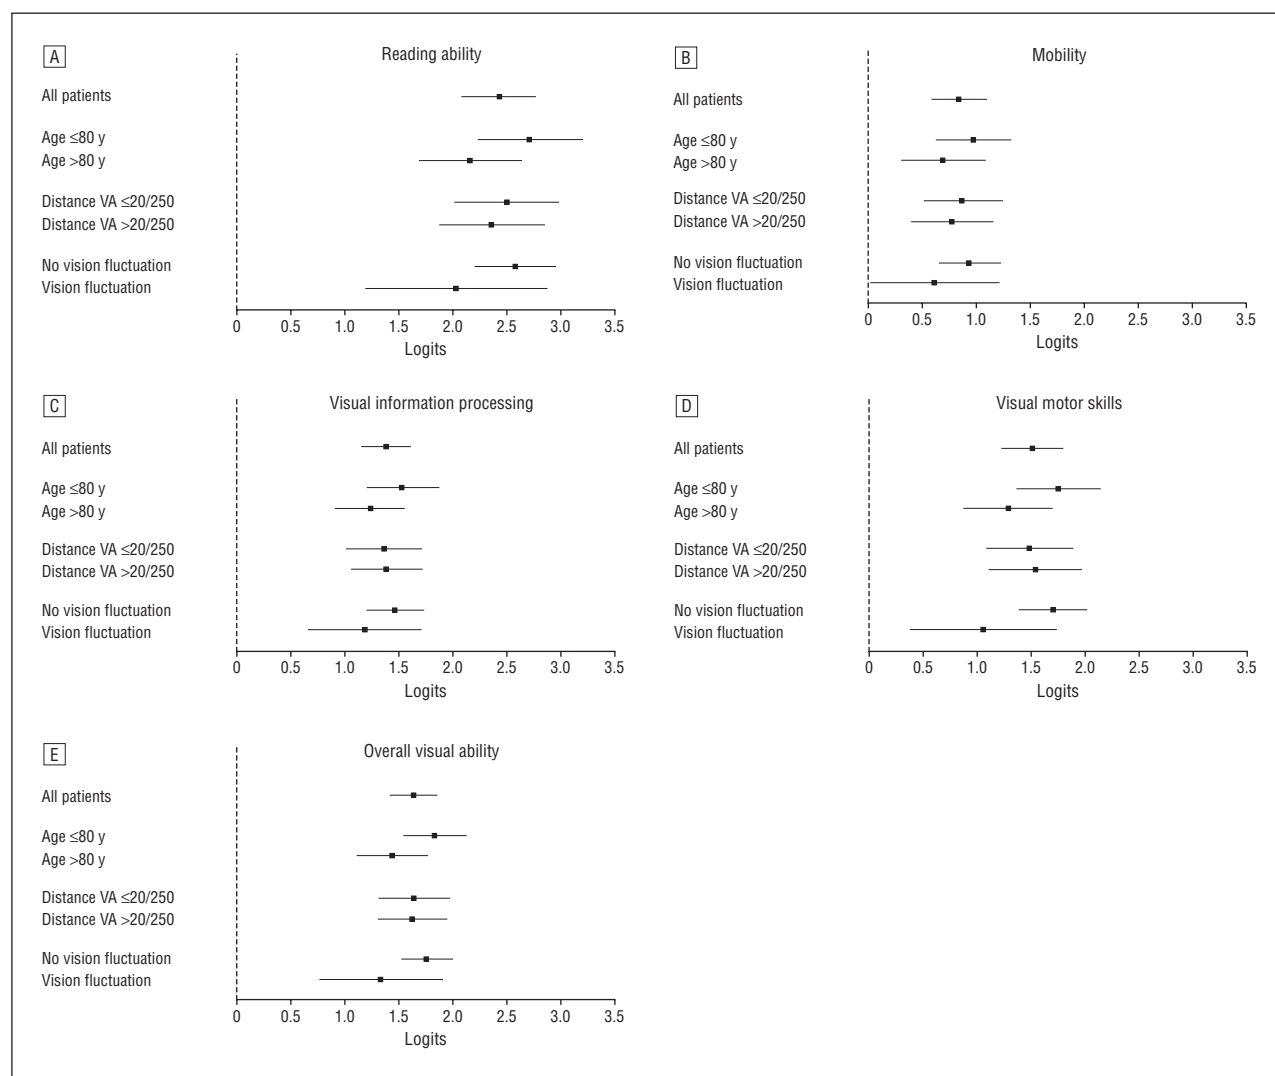 A
Reading ability
All patients
Age ≤80 y
Age >80 y
Distance VA ≤20/250
Distance VA >20/250
No vision fluctuation
Vision fluctuation
0 0.5 1.0 1.5 2.0 2.5 3.0 3.5
Logits
B
Mobility
All patients
Age ≤80 y
Age >80 y
Distance VA ≤20/250
Distance VA >20/250
No vision fluctuation
Vision fluctuation
0 0.5 1.0 1.5 2.0 2.5 3.0 3.5
Logits
C
Visual information processing
All patients
Age ≤80 y
Age >80 y
Distance VA ≤20/250
Distance VA >20/250
No vision fluctuation
Vision fluctuation
0 0.5 1.0 1.5 2.0 2.5 3.0 3.5
Logits
D
Visual motor skills
All patients
Age ≤80 y
Age >80 y
Distance VA ≤20/250
Distance VA >20/250
No vision fluctuation
Vision fluctuation
0 0.5 1.0 1.5 2.0 2.5 3.0 3.5
Logits
E
Overall visual ability
All patients
Age ≤80 y
Age >80 y
Distance VA ≤20/250
Distance VA >20/250
No vision fluctuation
Vision fluctuation
0 0.5 1.0 1.5 2.0 2.5 3.0 3.5
Logits